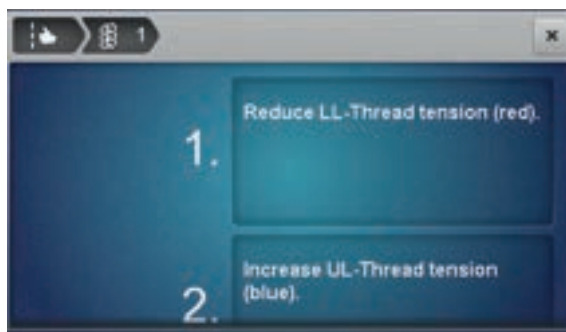 1
1.
Reduce LL-Thread tension (red).
2.
Increase UL-Thread tension
(blue).